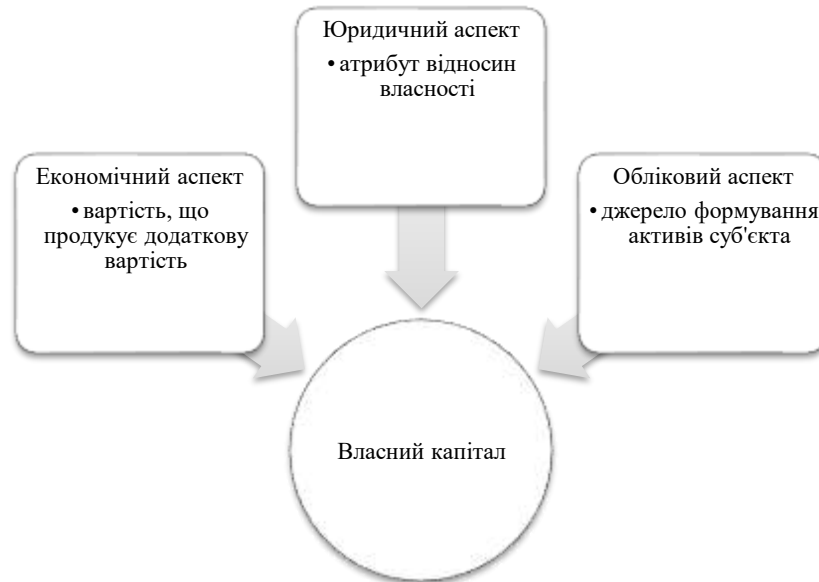 Юридичний аспект
• атрибут відносин
власності
Економічний аспект
• вартість, що
продукує додаткову
вартість
Обліковий аспект
• джерело формування
активів суб'єкта
Власний капітал